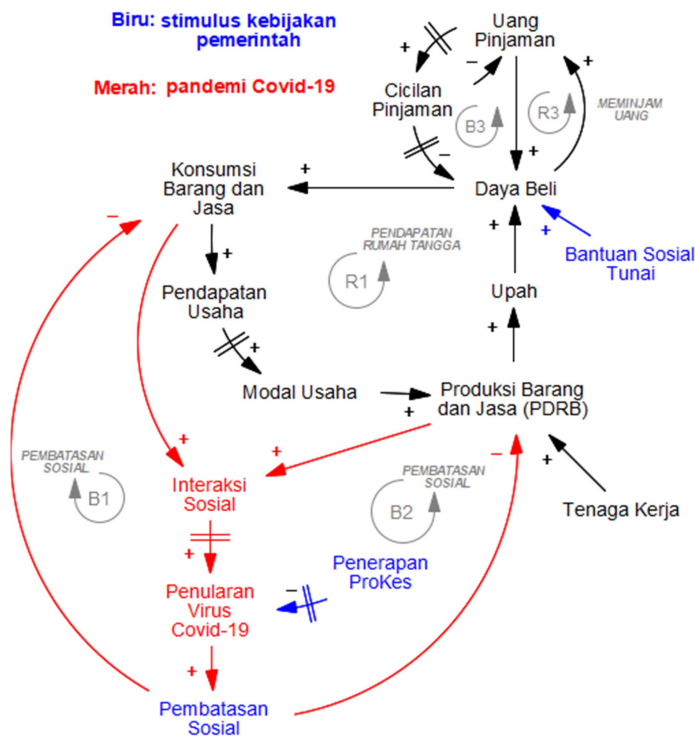 Biru: stimulus kebijakan
pemerintah
Merah: pandemi Covid-19
Uang
Pinjaman
+
+
–
Cicilan
Pinjaman
B3
R3
MEMINJAM
UANG
–
+
Konsumsi
Barang dan
Jasa
+
Daya Beli
–
+
+
PENDAPATAN
RUMAH TANGGA
Bantuan Sosial
Tunai
+
R1
Pendapatan
Usaha
Upah
+
+
Modal Usaha
+
Produksi Barang
dan Jasa (PDRB)
+
+
–
+
PEMBATASAN
SOSIAL
B1
Interaksi
Sosial
PEMBATASAN
SOSIAL
B2
Tenaga Kerja
+
Penerapan
ProKes
–
Penularan
Virus
Covid-19
+
Pembatasan
Sosial